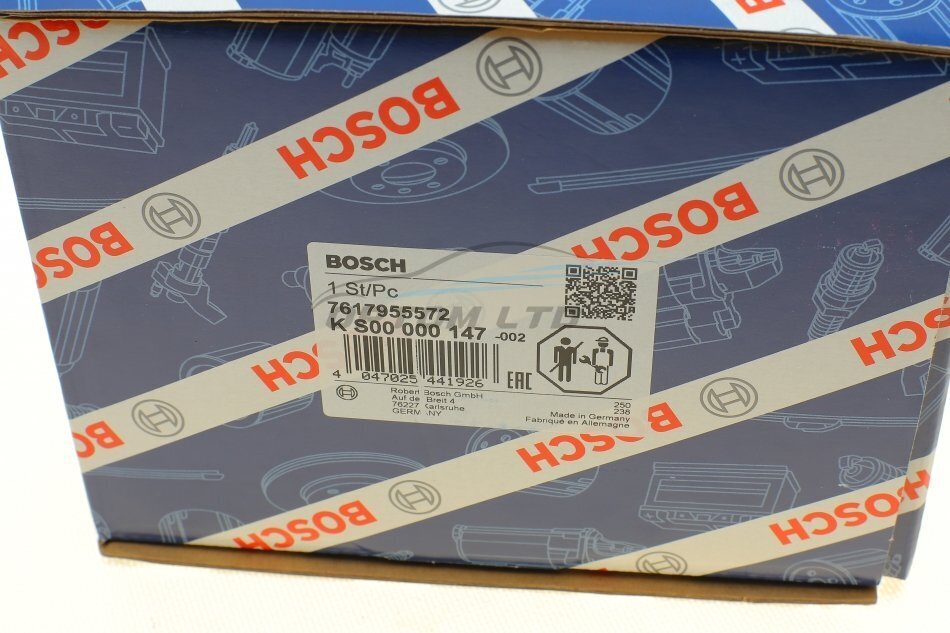 BOSCH
BOSCH
BOSCH
BOSCH
BOSCH
BOSCH
1 St/Pc
7617955572
K S00 000 147 -002
4 047025 441926
EAC
Robert Bosch GmbH
Auf der Breit 4
76227 Karlsruhe
GERMANY
250
238
Made in Germany
Fabriqué en Allemagne
BOSCH
BOSCH
BOSCH
BOSCH